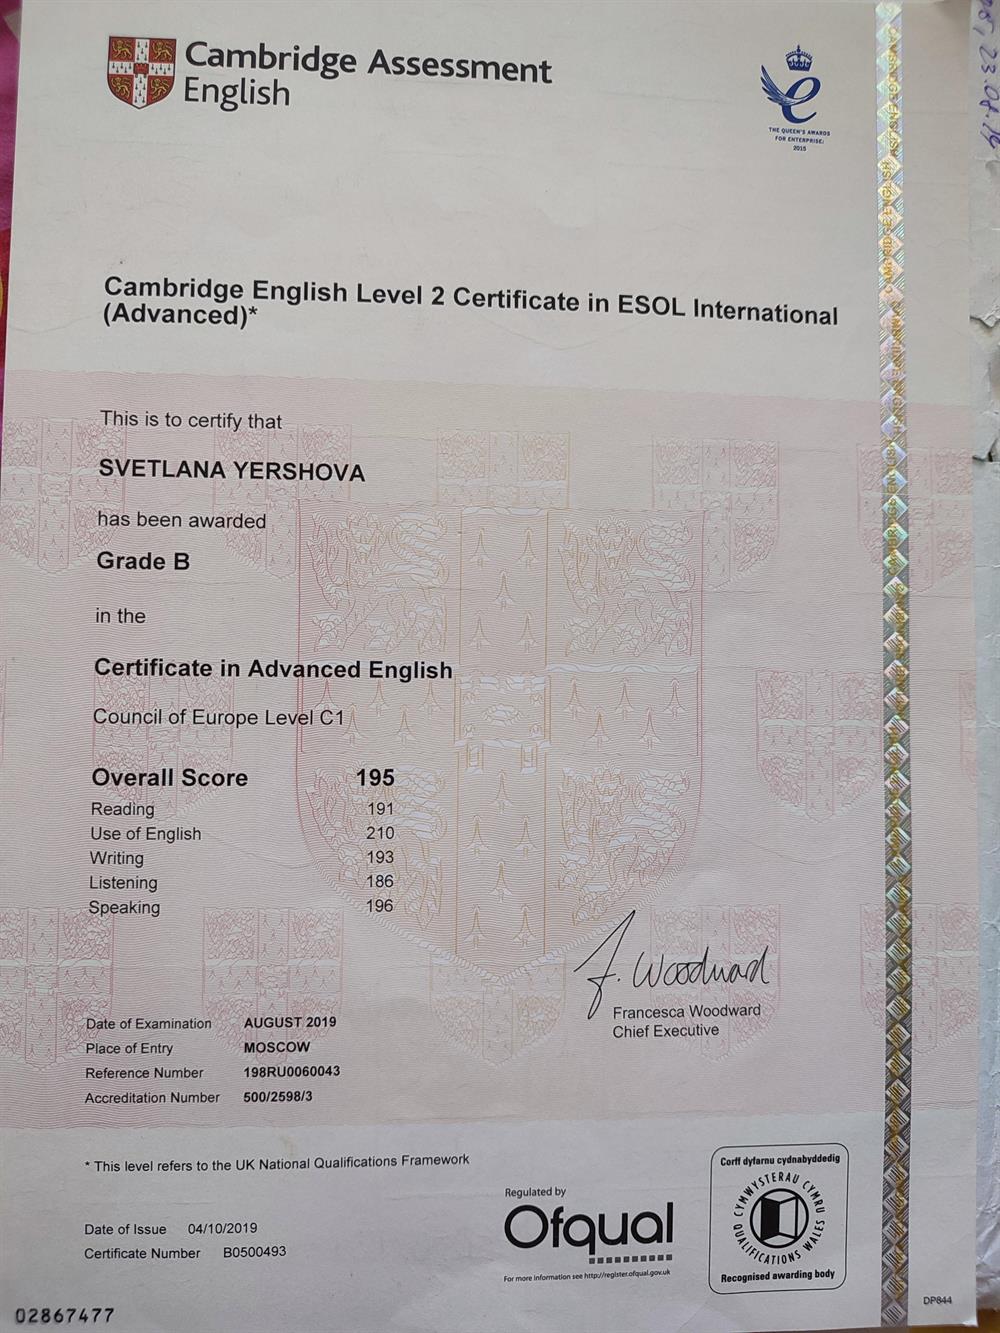 Cambridge Assessment
English
THE QUEEN'S AWARDS
FOR ENTERPRISE:
2015
Cambridge English Level 2 Certificate in ESOL International
(Advanced)*
This is to certify that
SVETLANA YERSHOVA
has been awarded
Grade B
in the
Certificate in Advanced English
Council of Europe Level C1
Overall Score 195
Reading 191
Use of English 210
Writing 193
Listening 186
Speaking 196
F. Woodward
Francesca Woodward
Chief Executive
Date of Examination AUGUST 2019
Place of Entry MOSCOW
Reference Number 198RU0060043
Accreditation Number 500/2598/3
* This level refers to the UK National Qualifications Framework
Date of Issue 04/10/2019
Certificate Number B0500493
Regulated by
Ofqual
For more information see http://register.ofqual.gov.uk
Corff dyfarnu cydnabyddedig
CYMWYSTERAU CYMRU
QUALIFICATIONS WALES
Recognised awarding body
DP844
02867477